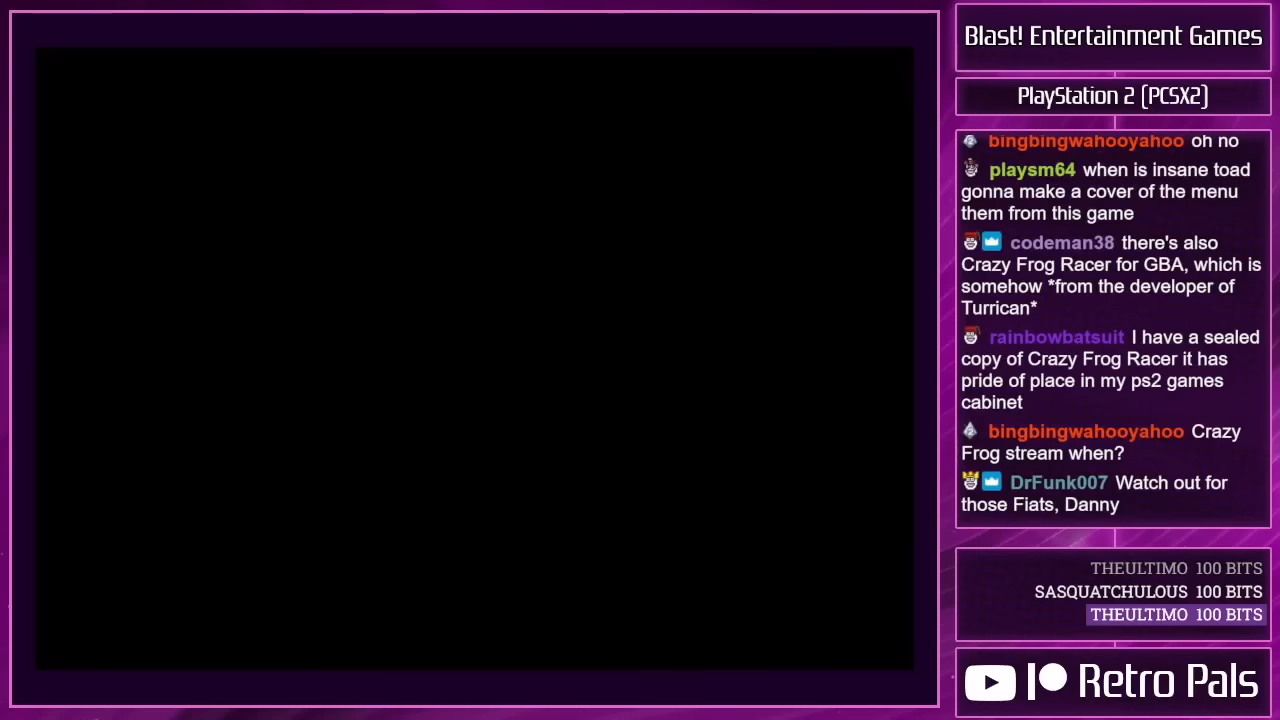 Blast! Entertainment Games
PlayStation 2 (PCSX2)
bingbingwahooyahoo oh no
playsm64 when is insane toad
gonna make a cover of the menu
them from this game
codeman38 there's also
Crazy Frog Racer for GBA, which is
somehow *from the developer of
Turrican*
rainbowbatsuit I have a sealed
copy of Crazy Frog Racer it has
pride of place in my ps2 games
cabinet
bingbingwahooyahoo Crazy
Frog stream when?
DrFunk007 Watch out for
those Fiats, Danny
THEULTIMO 100 BITS
SASQUATCHULOUS 100 BITS
THEULTIMO 100 BITS
Retro Pals